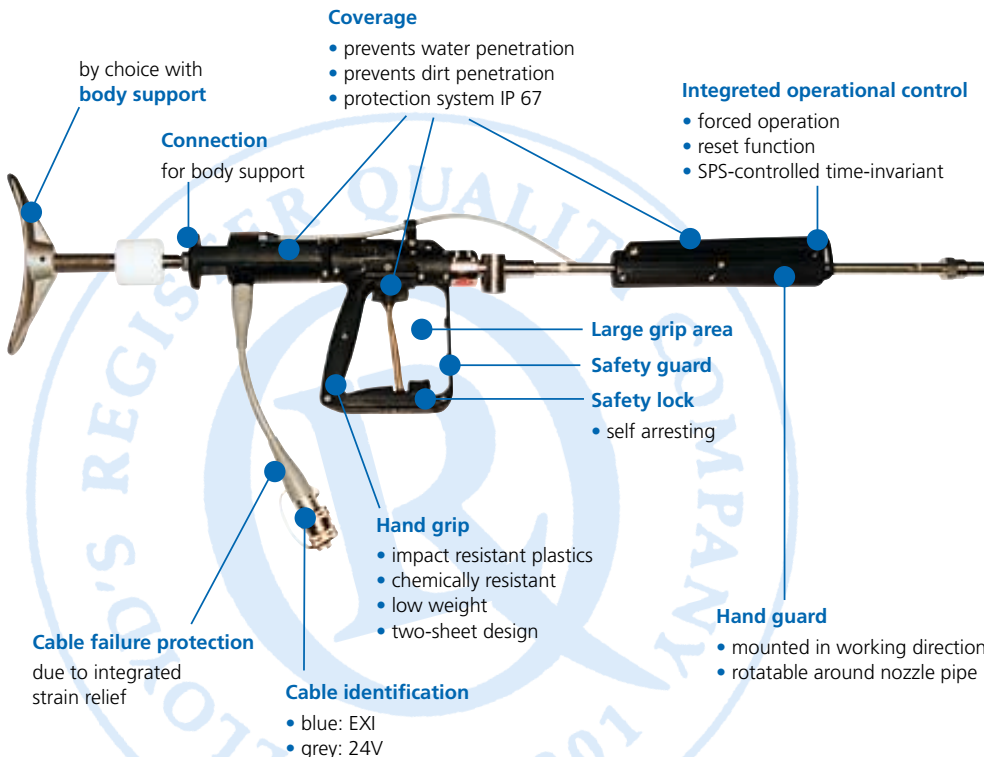 Coverage
• prevents water penetration
• prevents dirt penetration
• protection system IP 67
by choice with
body support
Integreted operational control
• forced operation
• reset function
• SPS-controlled time-invariant
Connection
for body support
Large grip area
Safety guard
Safety lock
• self arresting
Hand grip
• impact resistant plastics
• chemically resistant
• low weight
• two-sheet design
Hand guard
• mounted in working direction
• rotatable around nozzle pipe
Cable failure protection
due to integrated
strain relief
Cable identification
• blue: EXI
• grey: 24V
LLOYD'S REGISTER QUALITY COMPANY